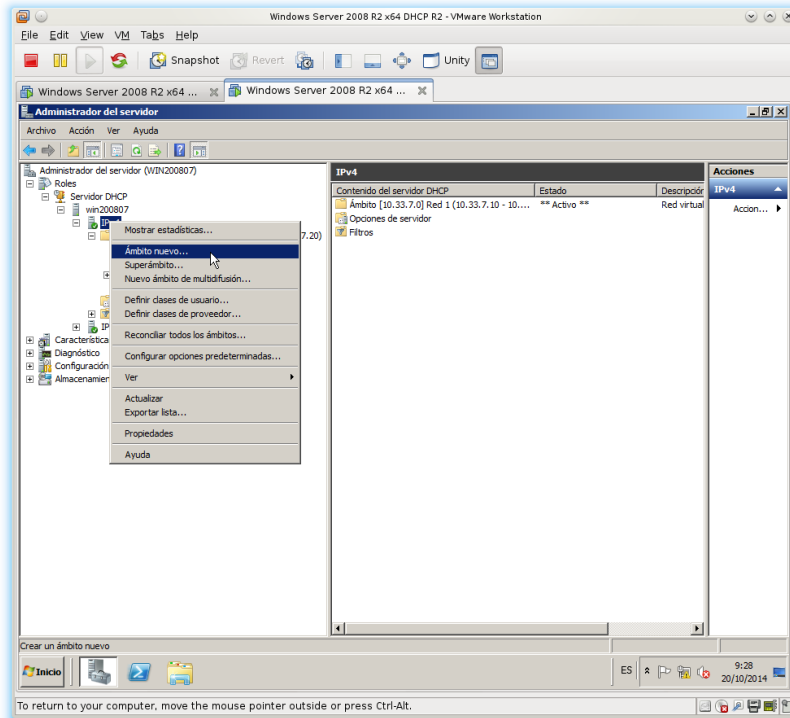 Windows Server 2008 R2 x64 DHCP R2 - VMware Workstation
File Edit View VM Tabs Help
Snapshot Revert Unity
Windows Server 2008 R2 x64 ... Windows Server 2008 R2 x64 ...
Administrador del servidor
Archivo Acción Ver Ayuda
Administrador del servidor (WIN200807)
Roles
Servidor DHCP
win200807
IPv4
7.20)
IP
Característica
Diagnóstico
Configuración
Almacenamien
Mostrar estadísticas...
Ámbito nuevo...
Superámbito...
Nuevo ámbito de multidifusión...
Definir clases de usuario...
Definir clases de proveedor...
Reconciliar todos los ámbitos...
Configurar opciones predeterminadas...
Ver
Actualizar
Exportar lista...
Propiedades
Ayuda
IPv4
Contenido del servidor DHCP Estado Descripción
Ámbito [10.33.7.0] Red 1 (10.33.7.10 - 10.... ** Activo ** Red virtual
Opciones de servidor
Filtros
Acciones
IPv4
Accion...
Crear un ámbito nuevo
Inicio
ES
9:28
20/10/2014
To return to your computer, move the mouse pointer outside or press Ctrl-Alt.